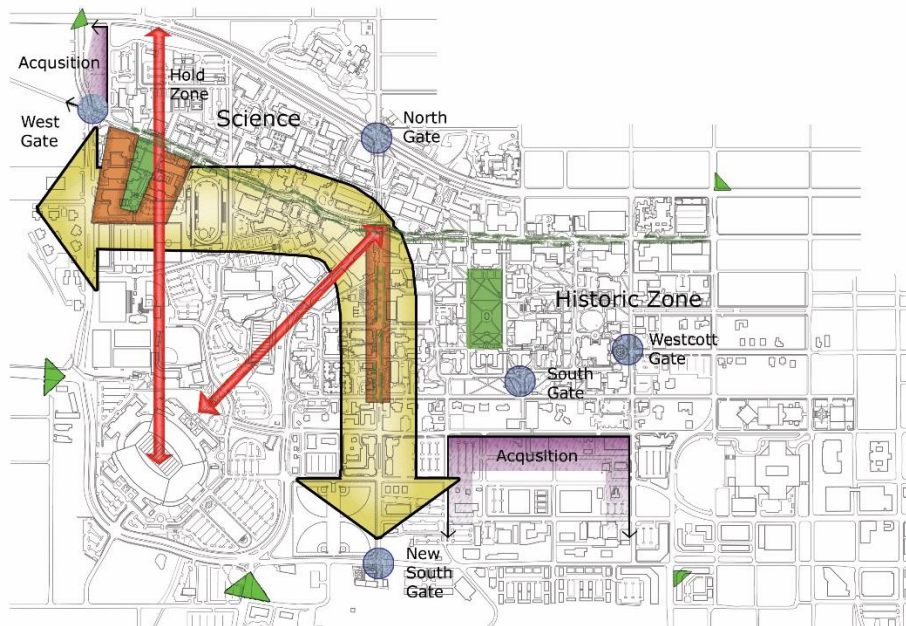 Acqusition
Hold
Zone
West
Gate
Science
North
Gate
Historic Zone
Westcott
Gate
South
Gate
Acqusition
New
South
Gate